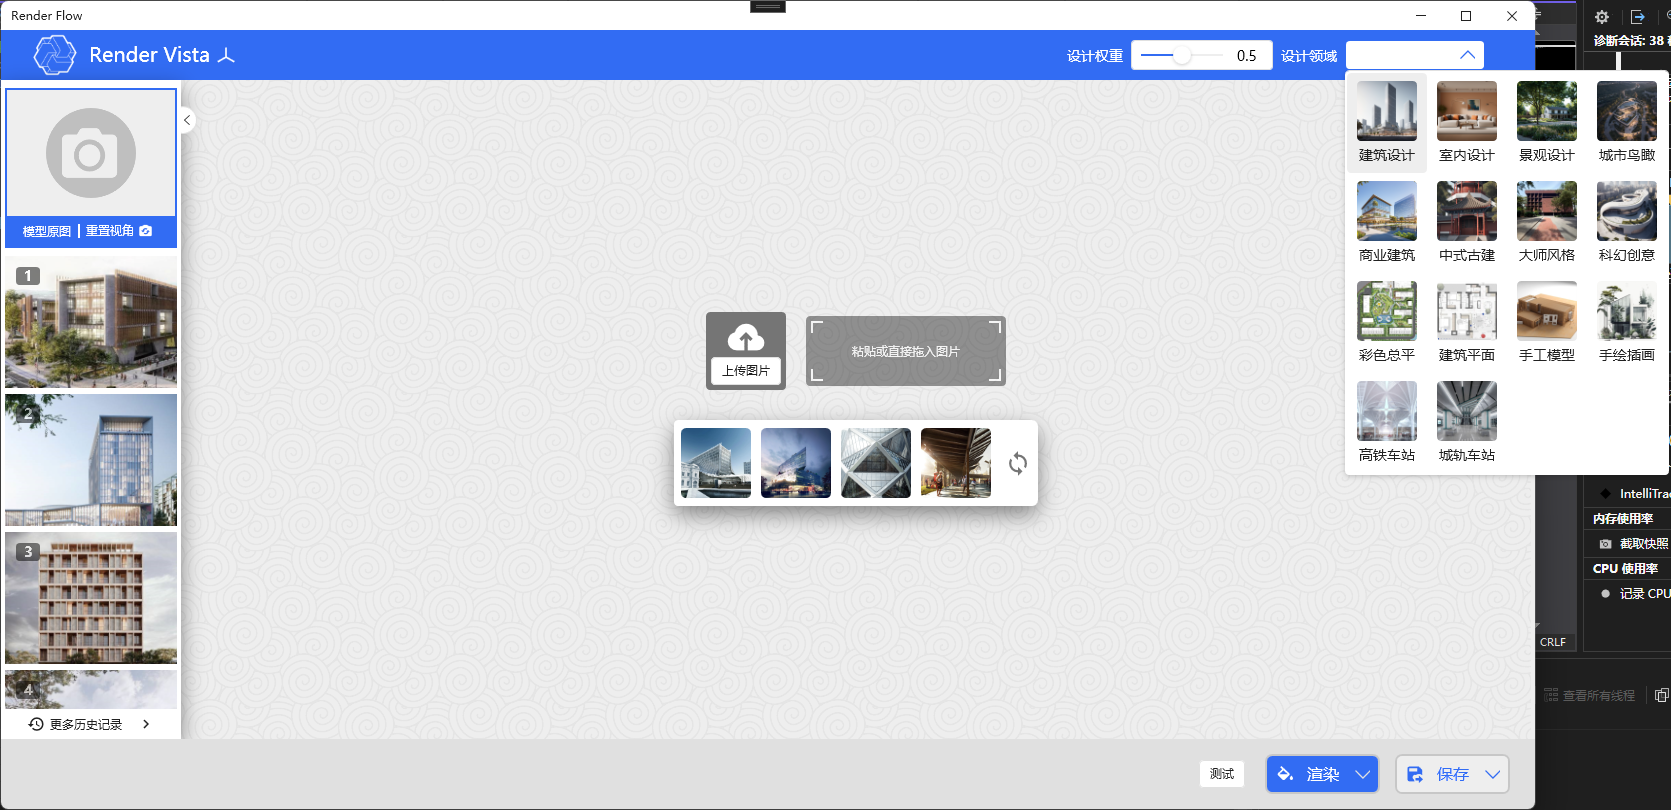 Render Flow
Render Vista 人
设计权重
0.5
设计领域
建筑设计
室内设计
景观设计
城市鸟瞰
商业建筑
中式古建
大师风格
科幻创意
彩色总平
建筑平面
手工模型
手绘插画
高铁车站
城轨车站
模型原图 | 重置视角
1
2
3
4
更多历史记录
上传图片
粘贴或直接拖入图片
测试
渲染
保存
诊断会话: 38
IntelliTrac
内存使用率
截取快照
CPU 使用率
记录 CPU
CRLF
查看所有线程